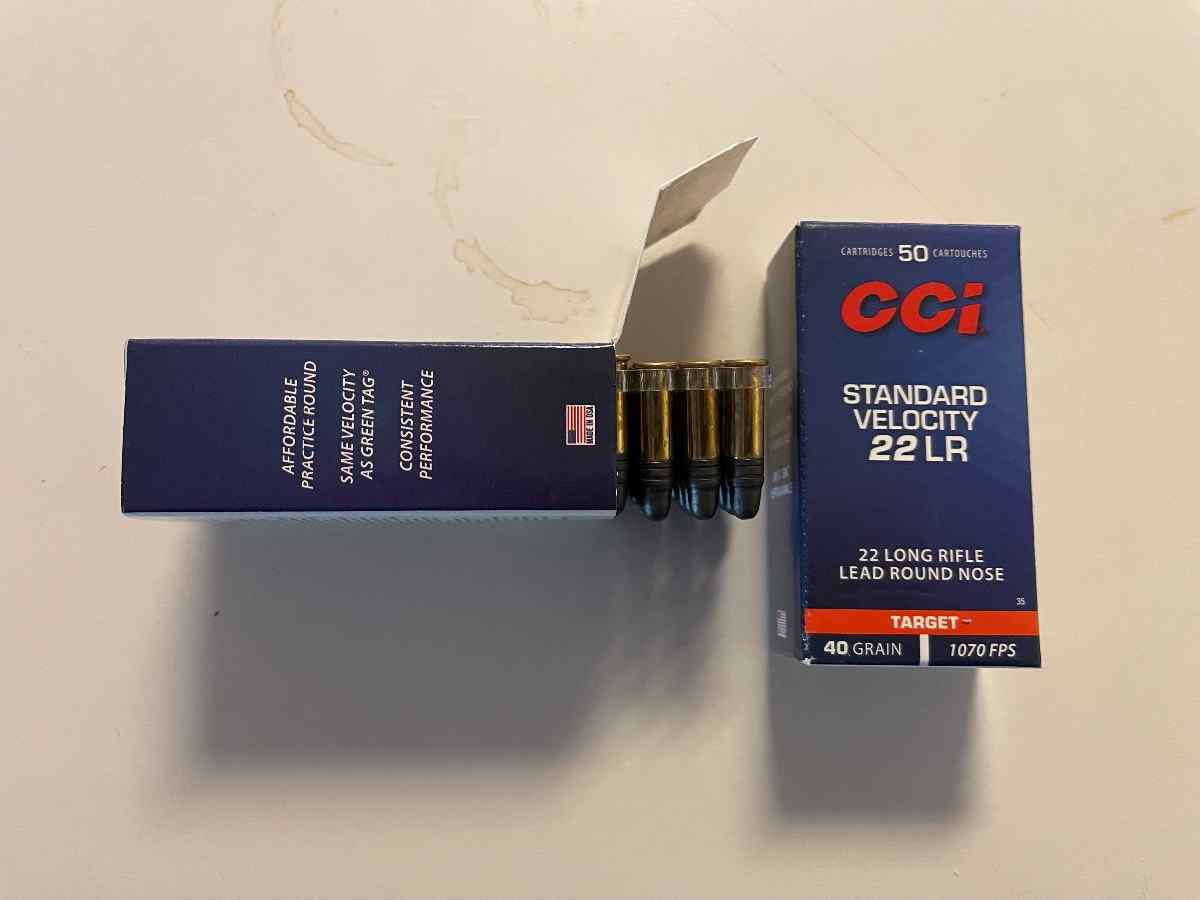 AFFORDABLE
PRACTICE ROUND
SAME VELOCITY
AS GREEN TAG®
CONSISTENT
PERFORMANCE
MADE IN USA
CARTRIDGES 50 CARTOUCHES
CCi
STANDARD
VELOCITY
22 LR
22 LONG RIFLE
LEAD ROUND NOSE
35
TARGET
40 GRAIN
1070 FPS